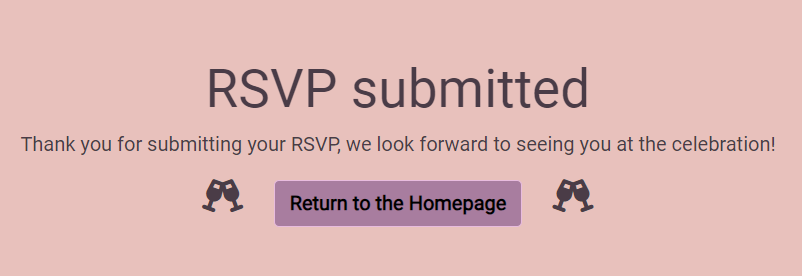 RSVP submitted
Thank you for submitting your RSVP, we look forward to seeing you at the celebration!
Return to the Homepage